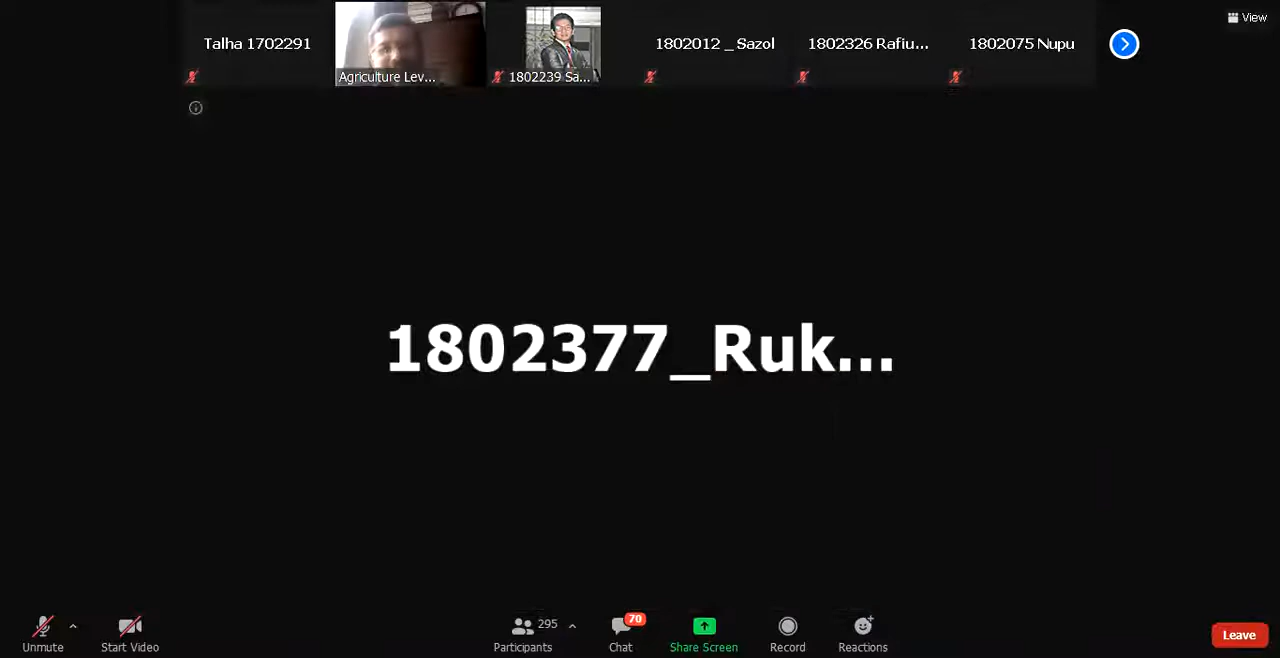 View
Talha 1702291
Agriculture Lev...
1802239 Sa...
1802012 _ Sazol
1802326 Rafiu...
1802075 Nupu
1802377_Ruk...
Unmute
Start Video
295
Participants
70
Chat
Share Screen
Record
Reactions
Leave